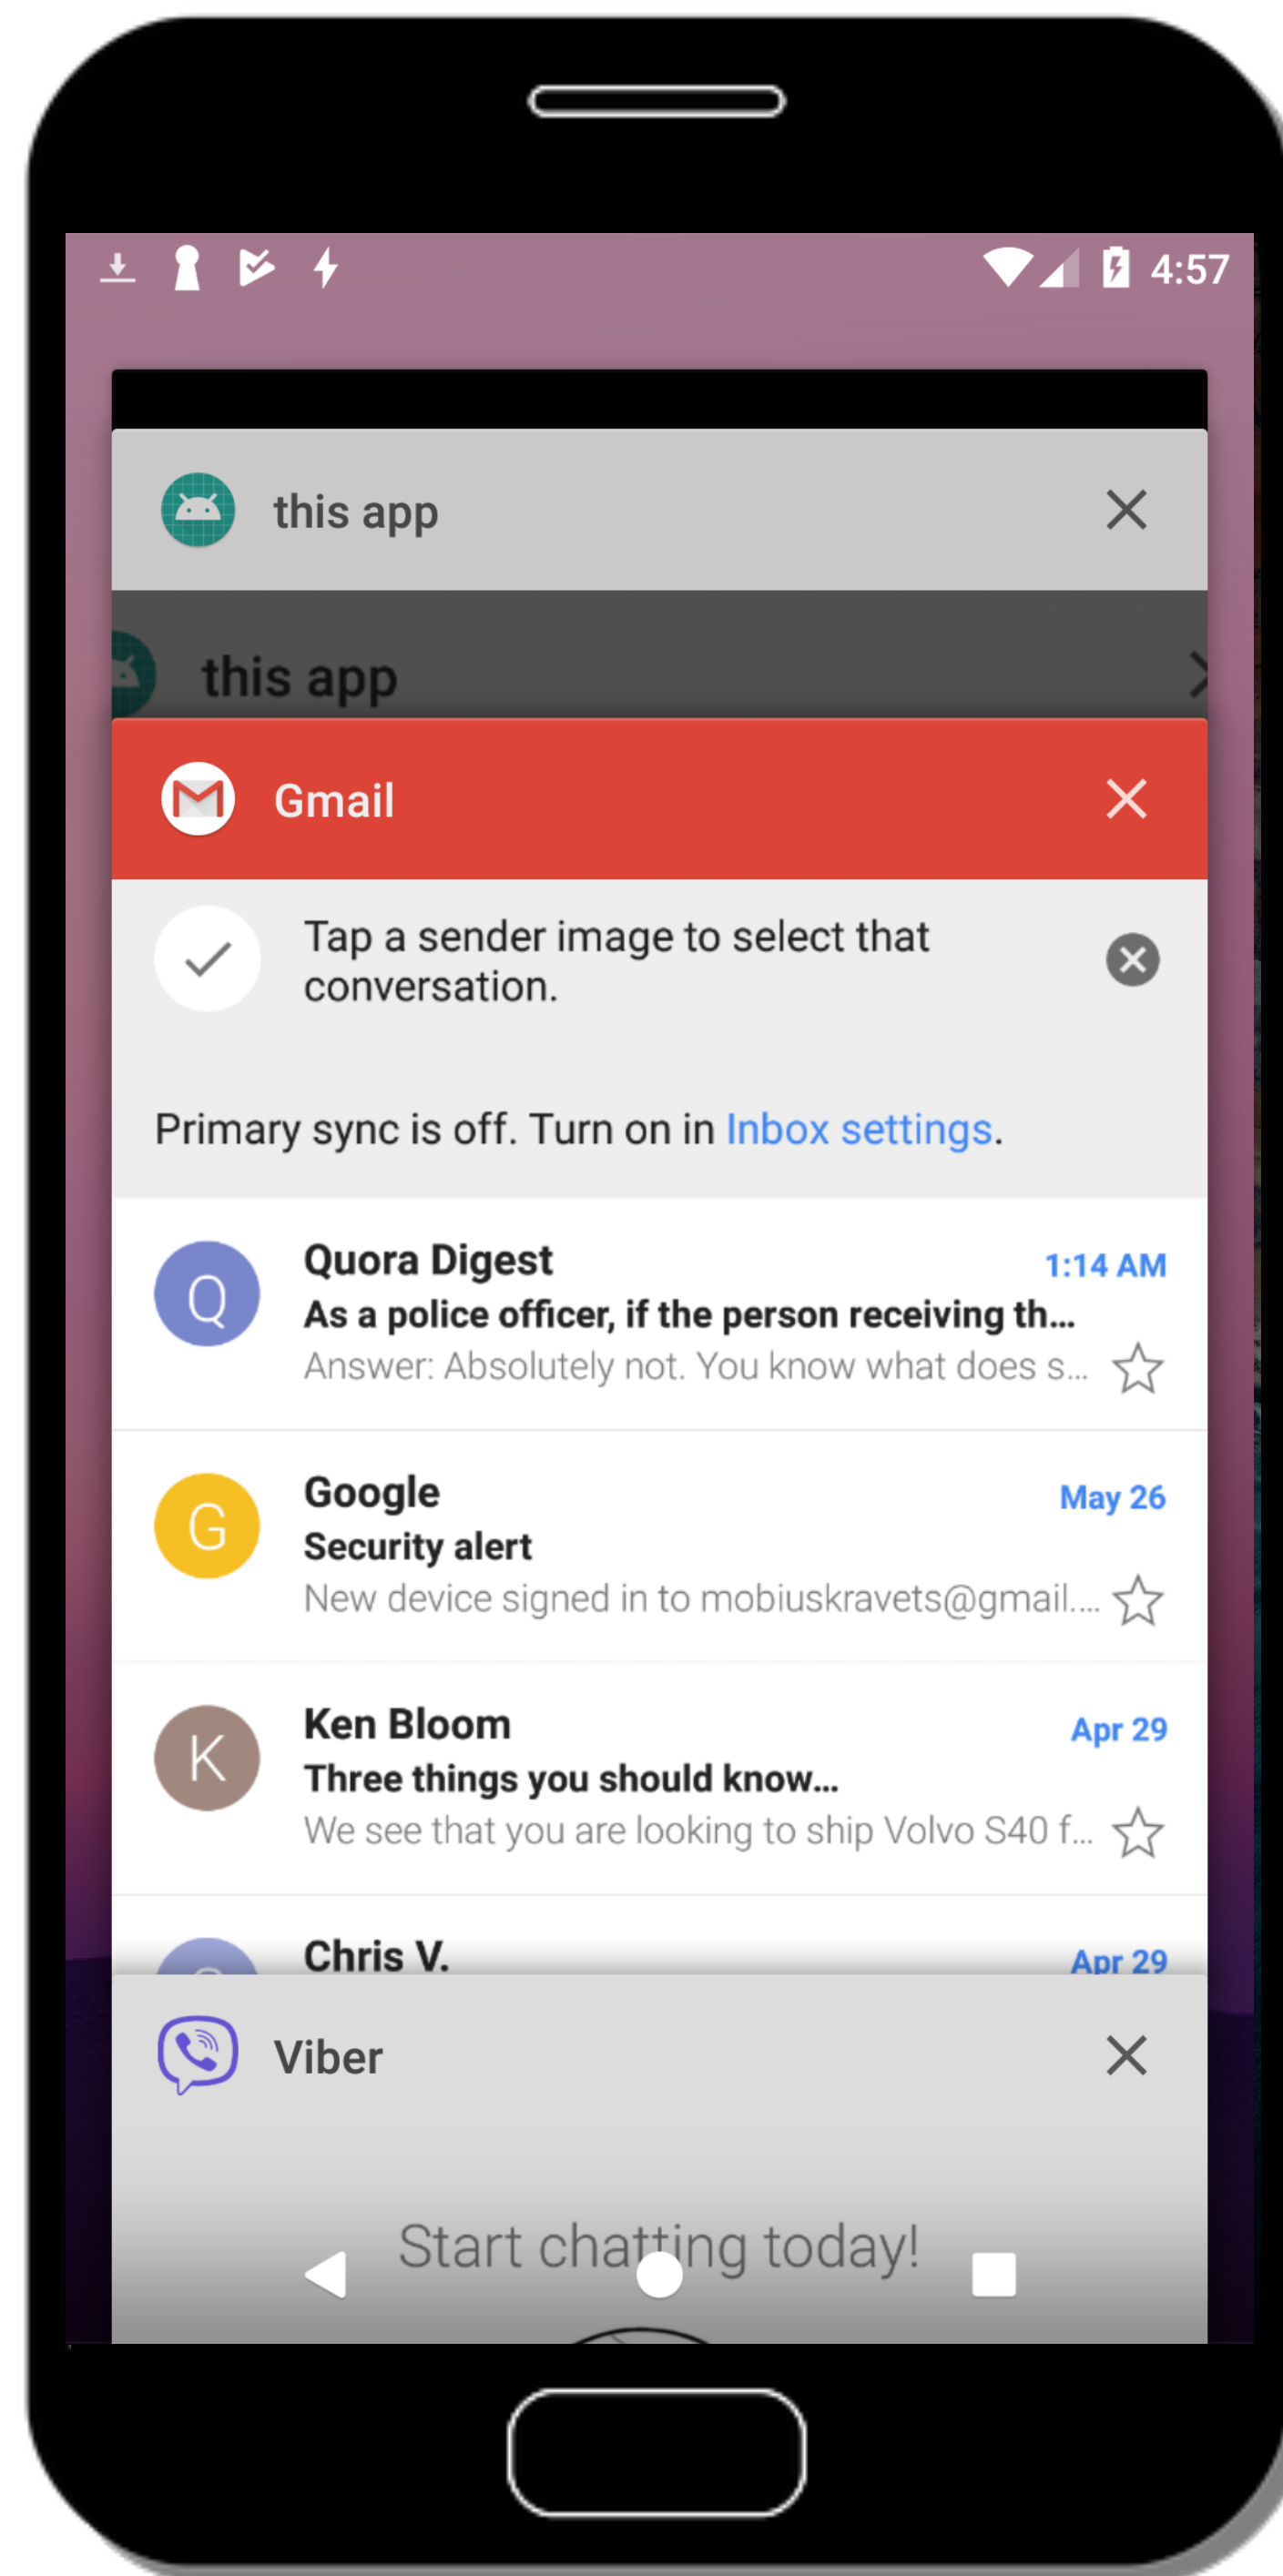 4:57
this app
this app
Gmail
Tap a sender image to select that
conversation.
Primary sync is off. Turn on in Inbox settings.
Q
Quora Digest
1:14 AM
As a police officer, if the person receiving th...
Answer: Absolutely not. You know what does s...
G
Google
May 26
Security alert
New device signed in to mobiuskravets@gmail....
K
Ken Bloom
Apr 29
Three things you should know...
We see that you are looking to ship Volvo S40 f...
Chris V.
Apr 29
Viber
Start chatting today!